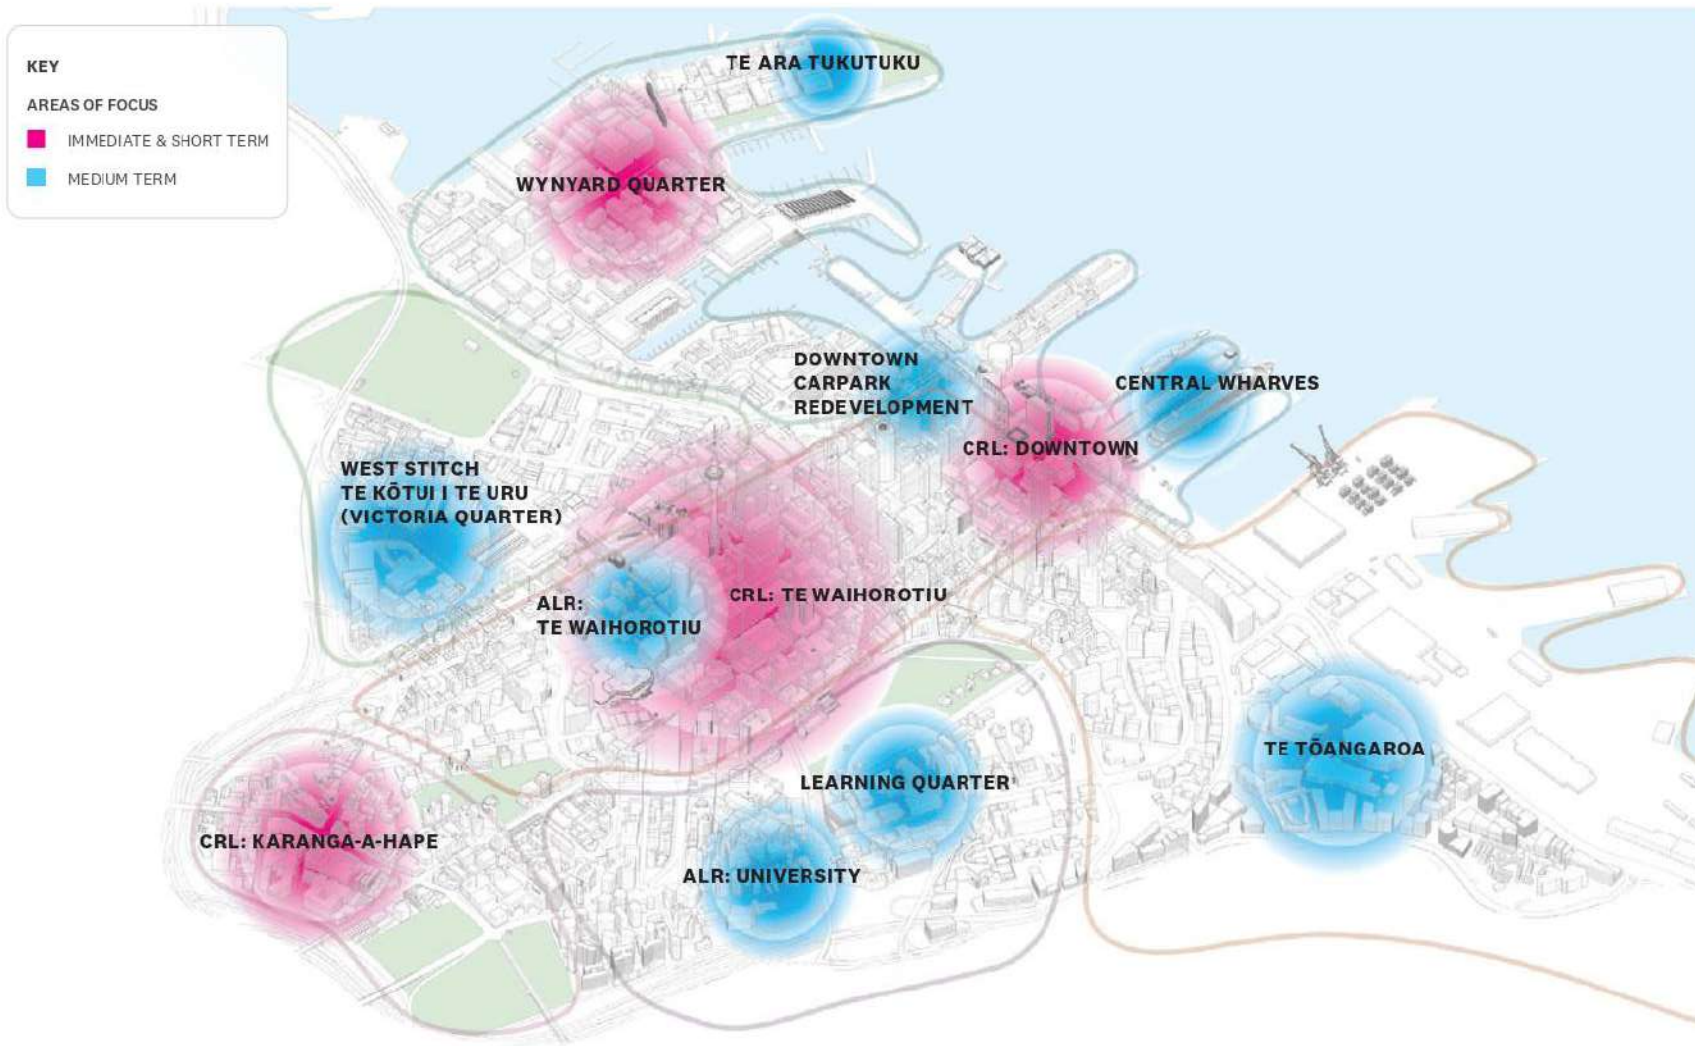 KEY
AREAS OF FOCUS
IMMEDIATE & SHORT TERM
MEDIUM TERM
TE ARA TUKUTUKU
WYNYARD QUARTER
DOWNTOWN
CARPARK
REDEVELOPMENT
CENTRAL WHARVES
CRL: DOWNTOWN
WEST STITCH
TE KŌTUI I TE URU
(VICTORIA QUARTER)
CRL: TE WAIHOROTIU
ALR:
TE WAIHOROTIU
TE TŌANGAROA
LEARNING QUARTER
CRL: KARANGA-A-HAPE
ALR: UNIVERSITY